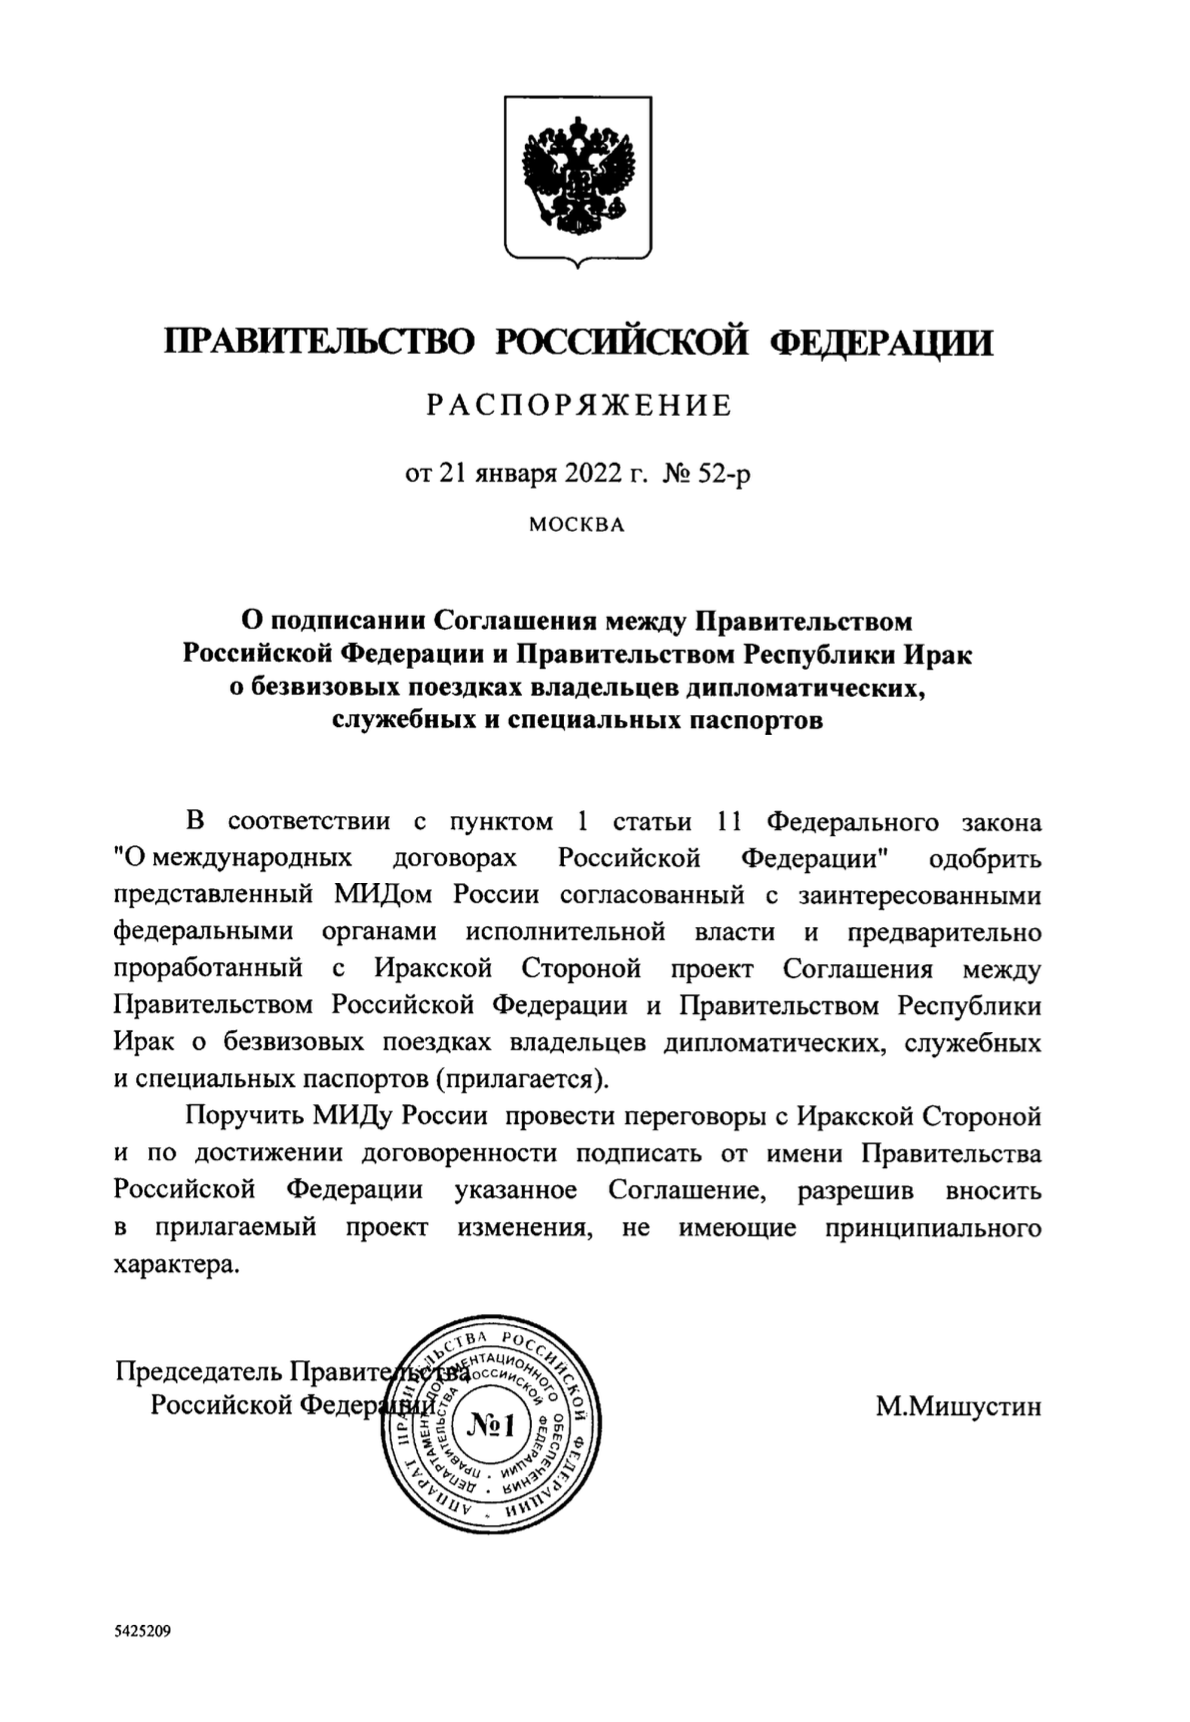 ПРАВИТЕЛЬСТВО РОССИЙСКОЙ ФЕДЕРАЦИИ
РАСПОРЯЖЕНИЕ
от 21 января 2022 г. № 52-р
МОСКВА
О подписании Соглашения между Правительством
Российской Федерации и Правительством Республики Ирак
о безвизовых поездках владельцев дипломатических,
служебных и специальных паспортов
В соответствии с пунктом 1 статьи 11 Федерального закона
"О международных договорах Российской Федерации" одобрить
представленный МИДом России согласованный с заинтересованными
федеральными органами исполнительной власти и предварительно
проработанный с Иракской Стороной проект Соглашения между
Правительством Российской Федерации и Правительством Республики
Ирак о безвизовых поездках владельцев дипломатических, служебных
и специальных паспортов (прилагается).
Поручить МИДу России провести переговоры с Иракской Стороной
и по достижении договоренности подписать от имени Правительства
Российской Федерации указанное Соглашение, разрешив вносить
в прилагаемый проект изменения, не имеющие принципиального
характера.
Председатель Правительства
Российской Федерации
М.Мишустин
АППАРАТ ПРАВИТЕЛЬСТВА РОССИЙСКОЙ ФЕДЕРАЦИИ
ДЕПАРТАМЕНТ ДОКУМЕНТАЦИОННОГО ОБЕСПЕЧЕНИЯ
ПРАВИТЕЛЬСТВА РОССИЙСКОЙ ФЕДЕРАЦИИ
№1
5425209